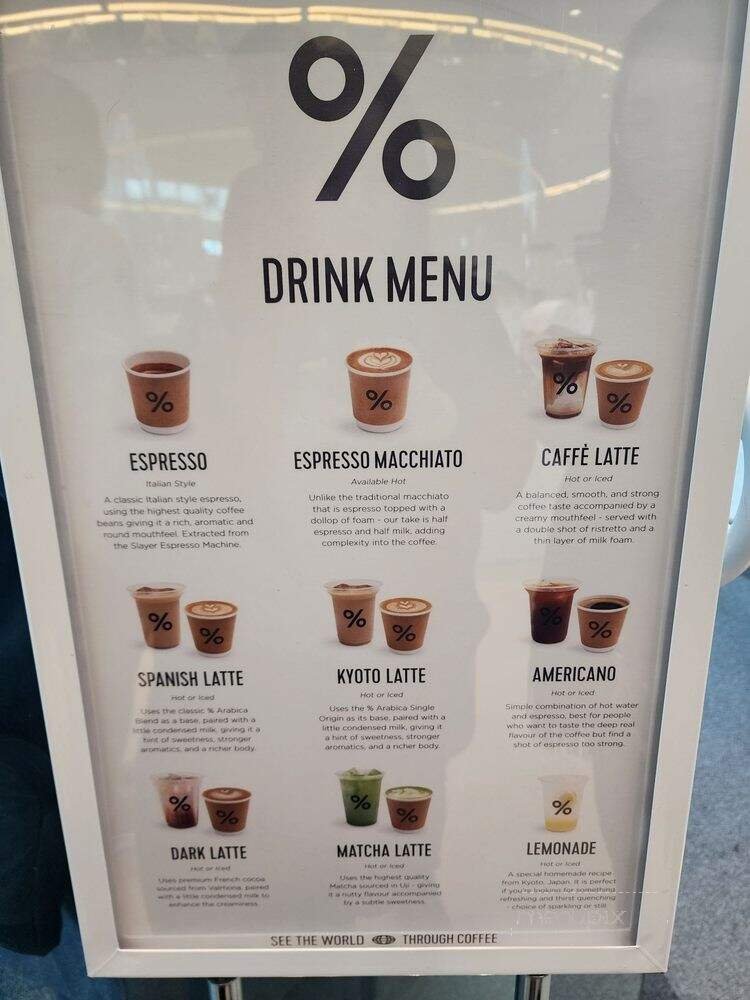 %
DRINK MENU
%
%
%
%
ESPRESSO
Italian Style
A classic Italian style espresso,
using the highest quality coffee
beans giving it a rich, aromatic and
round mouthfeel. Extracted from
the Slayer Espresso Machine.
ESPRESSO MACCHIATO
Available Hot
Unlike the traditional macchiato
that is espresso topped with a
dollop of foam - our take is half
espresso and half milk, adding
complexity into the coffee.
CAFFÈ LATTE
Hot or Iced
A balanced, smooth, and strong
coffee taste accompanied by a
creamy mouthfeel - served with
a double shot of ristretto and a
thin layer of milk foam.
%
%
%
%
%
%
SPANISH LATTE
Hot or Iced
Uses the classic % Arabica
Blend as a base, paired with a
little condensed milk, giving it a
hint of sweetness, stronger
aromatics, and a richer body.
KYOTO LATTE
Hot or Iced
Uses the % Arabica Single
Origin as its base, paired with a
little condensed milk, giving it
a hint of sweetness, stronger
aromatics, and a richer body.
AMERICANO
Hot or Iced
Simple combination of hot water
and espresso, best for people
who want to taste the deep real
flavour of the coffee but find a
shot of espresso too strong.
%
%
%
%
%
DARK LATTE
Hot or Iced
Uses premium French cocoa
sourced from Valrhona, paired
with a little condensed milk to
enhance the creaminess.
MATCHA LATTE
Hot or Iced
Uses the highest quality
Matcha sourced in Uji - giving
it a nutty flavour accompanied
by a subtle sweetness.
LEMONADE
Hot or Iced
A special homemade recipe
from Kyoto, Japan. It is perfect
if you're looking for something
refreshing and thirst quenching
- choice of sparkling or still.
SEE THE WORLD THROUGH COFFEE